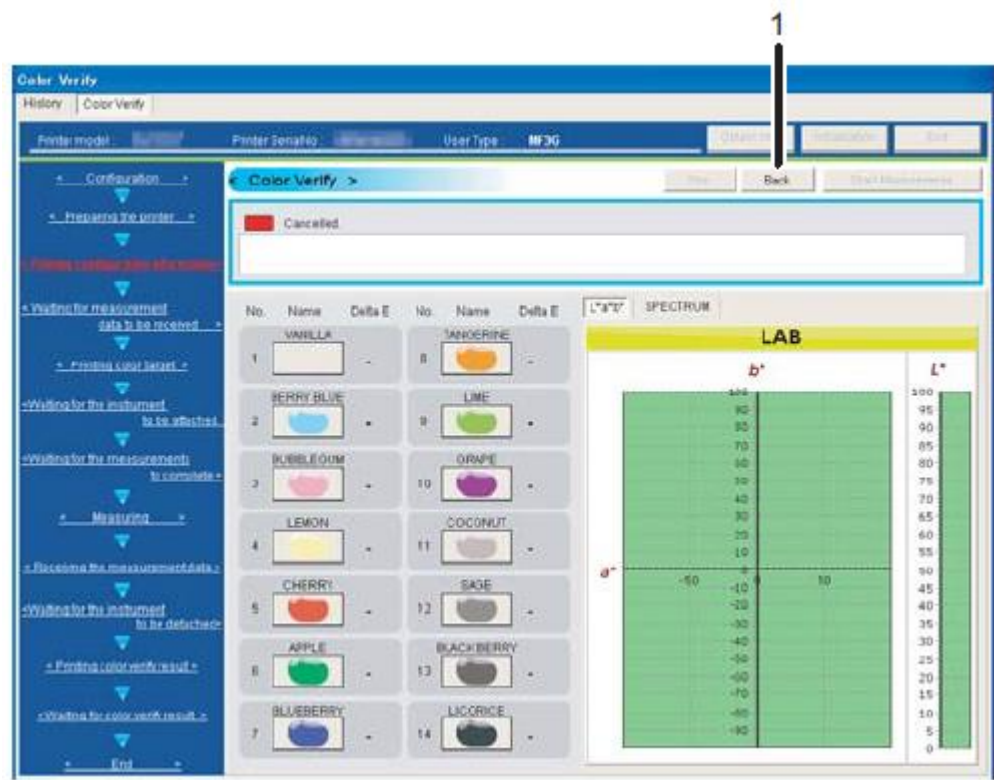 1
Color Verify
History Color Verify
Printer model : Printer Serial No : User Type : MF3G
< Configuration >
< Preparing the printer >
< Waiting for measurement
data to be received >
< Printing color target >
<Waiting for the instrument
to be attached
<Waiting for the measurements
to complete>
< Measuring >
< Receiving the measurement data >
<Waiting for the instrument
to be detached>
< Printing color verify result >
<Waiting for color verify result >
< End >
< Color Verify > Back
Cancelled.
No. Name Delta E No. Name Delta E
1 VANILLA - 8 TANGERINE -
2 BERRY BLUE - 9 LIME -
3 BUBBLEGUM - 10 GRAPE -
4 LEMON - 11 COCONUT -
5 CHERRY - 12 SAGE -
6 APPLE - 13 BLACKBERRY -
7 BLUEBERRY - 14 LICORICE -
L*a*b* SPECTRUM
LAB
b* L*
100
90
80
70
60
50
40
30
20
10
0
-10
-20
-30
-40
-50
-60
-70
-80
-90
a* -50 0 50
100
95
90
85
80
75
70
65
60
55
50
45
40
35
30
25
20
15
10
5
0